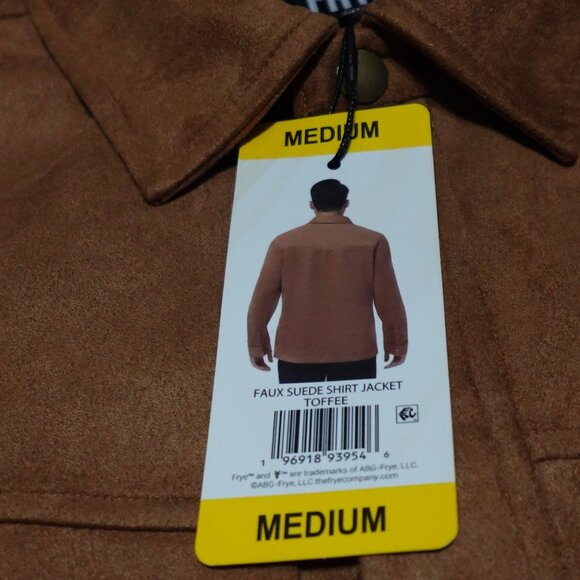 MEDIUM
FAUX SUEDE SHIRT JACKET
TOFFEE
1 96918 93954 6
Frye™ and ™ are trademarks of ABG-Frye, LLC.
©ABG-Frye, LLC.thefryecompany.com
MEDIUM